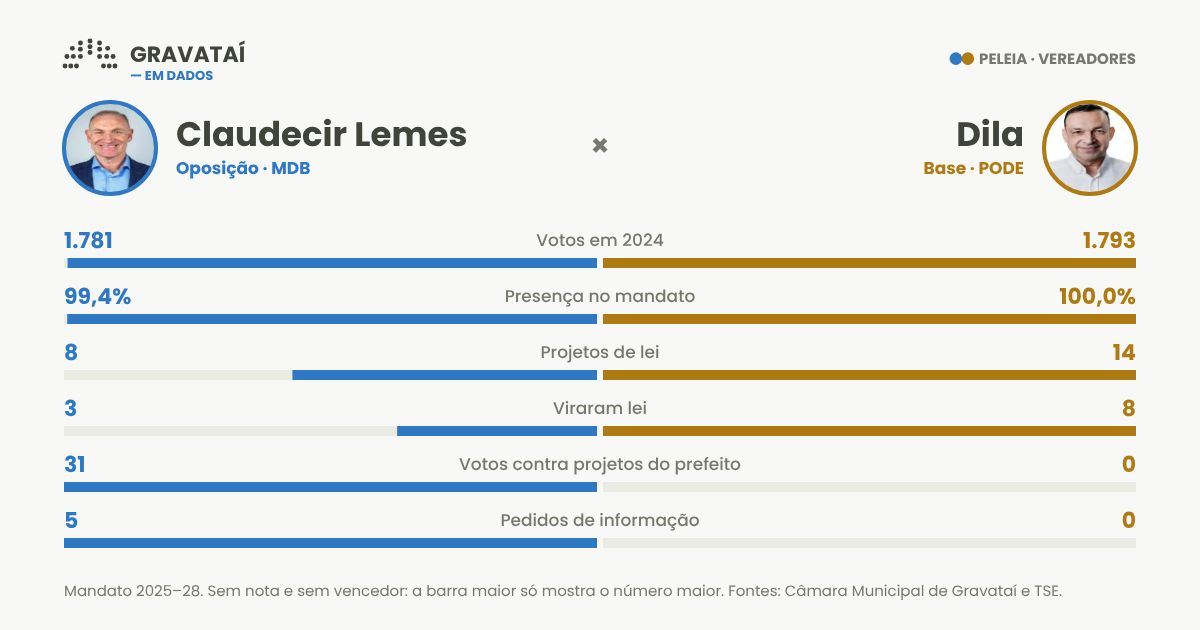 GRAVATAÍ
— EM DADOS
PELEIA · VEREADORES
Claudecir Lemes
Oposição · MDB
×
Dila
Base · PODE
1.781 Votos em 2024 1.793
99,4% Presença no mandato 100,0%
8 Projetos de lei 14
3 Viraram lei 8
31 Votos contra projetos do prefeito 0
5 Pedidos de informação 0
Mandato 2025–28. Sem nota e sem vencedor: a barra maior só mostra o número maior. Fontes: Câmara Municipal de Gravataí e TSE.